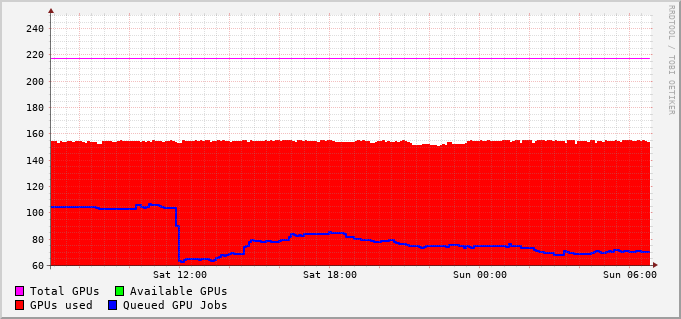 240
220
200
180
160
140
120
100
80
60
Sat 12:00 Sat 18:00 Sun 00:00 Sun 06:00
Total GPUs Available GPUs
GPUs used Queued GPU Jobs
RRDTOOL / TOBI OETIKER